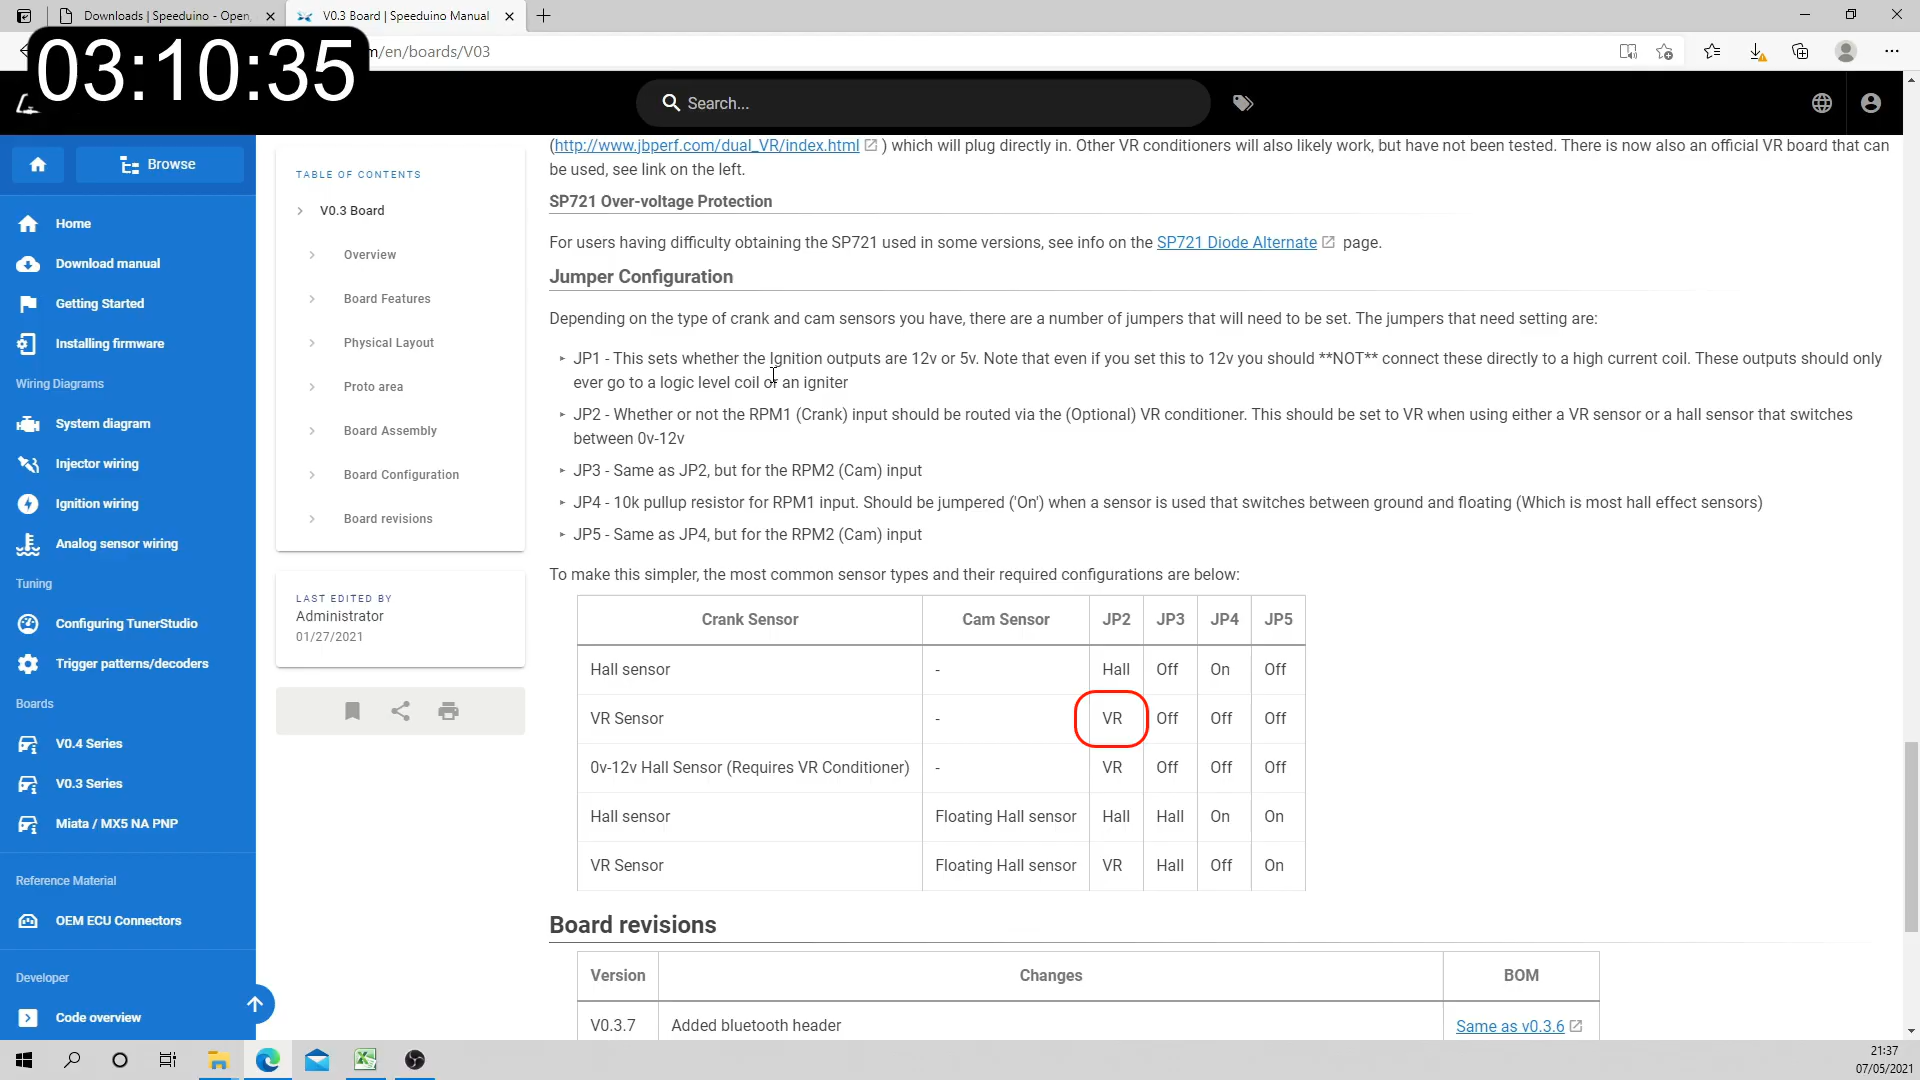 Downloads | Speeduino - Open
V0.3 Board | Speeduino Manual
03:10:35
m/en/boards/V03
Search...
Browse
Home
Download manual
Getting Started
Installing firmware
Wiring Diagrams
System diagram
Injector wiring
Ignition wiring
Analog sensor wiring
Tuning
Configuring TunerStudio
Trigger patterns/decoders
Boards
V0.4 Series
V0.3 Series
Miata / MX5 NA PNP
Reference Material
OEM ECU Connectors
Developer
Code overview
TABLE OF CONTENTS
V0.3 Board
Overview
Board Features
Physical Layout
Proto area
Board Assembly
Board Configuration
Board revisions
LAST EDITED BY
Administrator
01/27/2021
(http://www.jbperf.com/dual_VR/index.html ) which will plug directly in. Other VR conditioners will also likely work, but have not been tested. There is now also an official VR board that can
be used, see link on the left.
SP721 Over-voltage Protection
For users having difficulty obtaining the SP721 used in some versions, see info on the SP721 Diode Alternate page.
Jumper Configuration
Depending on the type of crank and cam sensors you have, there are a number of jumpers that will need to be set. The jumpers that need setting are:
JP1 - This sets whether the Ignition outputs are 12v or 5v. Note that even if you set this to 12v you should **NOT** connect these directly to a high current coil. These outputs should only
ever go to a logic level coil or an igniter
JP2 - Whether or not the RPM1 (Crank) input should be routed via the (Optional) VR conditioner. This should be set to VR when using either a VR sensor or a hall sensor that switches
between 0v-12v
JP3 - Same as JP2, but for the RPM2 (Cam) input
JP4 - 10k pullup resistor for RPM1 input. Should be jumpered ('On') when a sensor is used that switches between ground and floating (Which is most hall effect sensors)
JP5 - Same as JP4, but for the RPM2 (Cam) input
To make this simpler, the most common sensor types and their required configurations are below:
Crank Sensor Cam Sensor JP2 JP3 JP4 JP5
Hall sensor - Hall Off On Off
VR Sensor - VR Off Off Off
0v-12v Hall Sensor (Requires VR Conditioner) - VR Off Off Off
Hall sensor Floating Hall sensor Hall Hall On On
VR Sensor Floating Hall sensor VR Hall Off On
Board revisions
Version Changes BOM
V0.3.7 Added bluetooth header Same as v0.3.6
21:37
07/05/2021